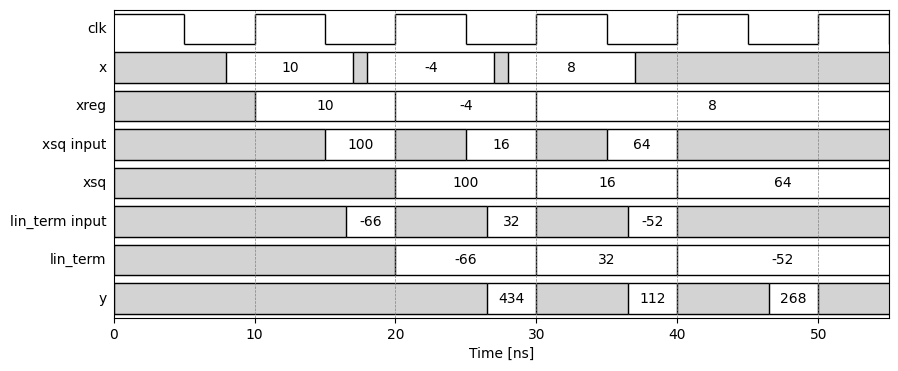 clk
x 10 -4 8
xreg 10 -4 8
xsq input 100 16 64
xsq 100 16 64
lin_term input -66 32 -52
lin_term -66 32 -52
y 434 112 268
0 10 20 30 40 50
Time [ns]